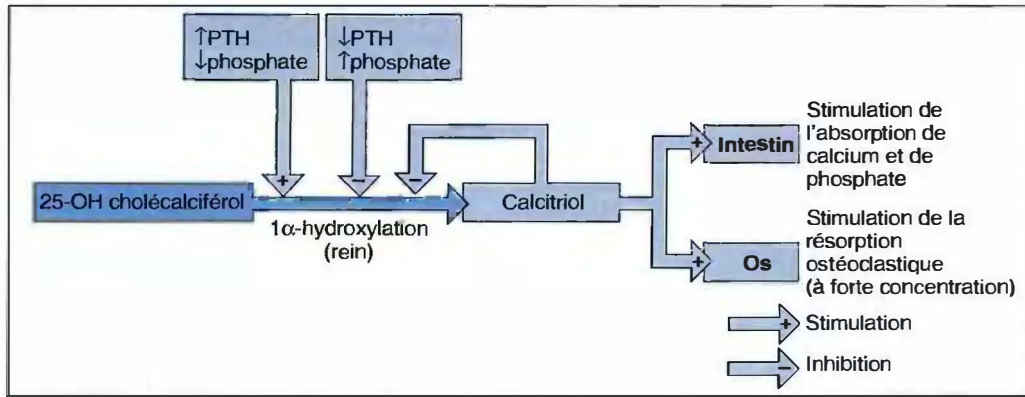 ↑PTH
↓phosphate
↓PTH
↑phosphate
+
–
–
25-OH cholécalciférol
1α-hydroxylation
(rein)
Calcitriol
+
Intestin
Stimulation de
l'absorption de
calcium et de
phosphate
+
Os
Stimulation de la
résorption
ostéoclastique
(à forte concentration)
+
Stimulation
–
Inhibition